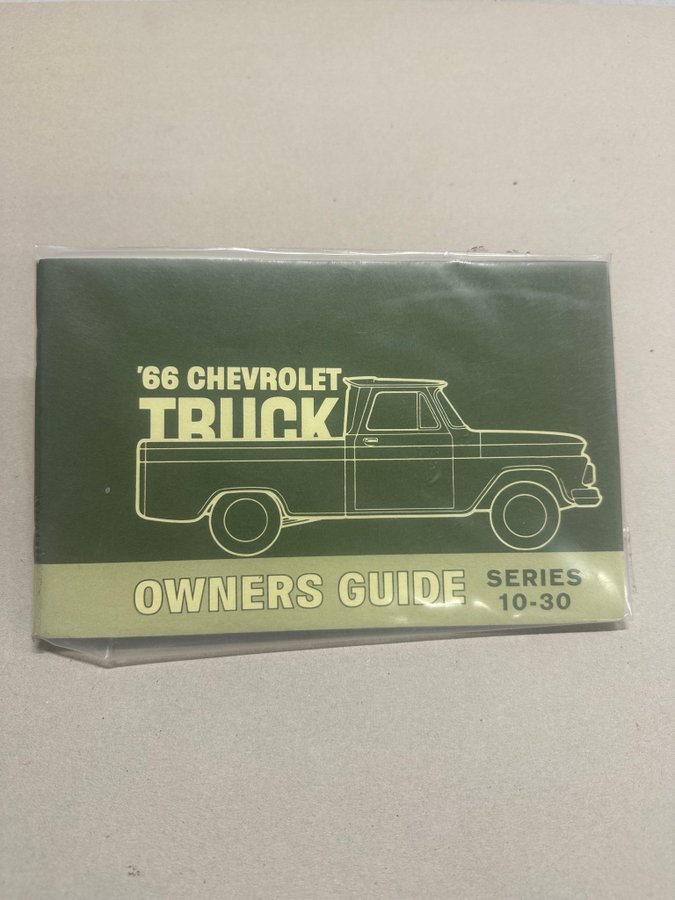 '66 CHEVROLET
TRUCK
OWNERS GUIDE
SERIES
10-30